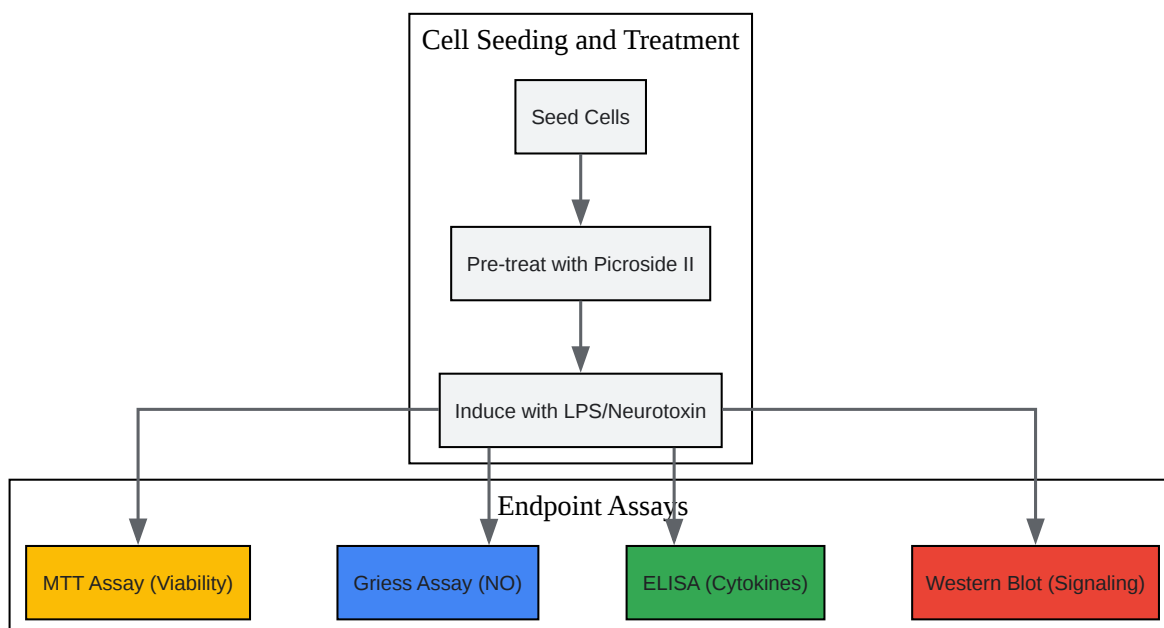 Cell Seeding and Treatment
Seed Cells
Pre-treat with Picroside II
Induce with LPS/Neurotoxin
Endpoint Assays
MTT Assay (Viability)
Griess Assay (NO)
ELISA (Cytokines)
Western Blot (Signaling)